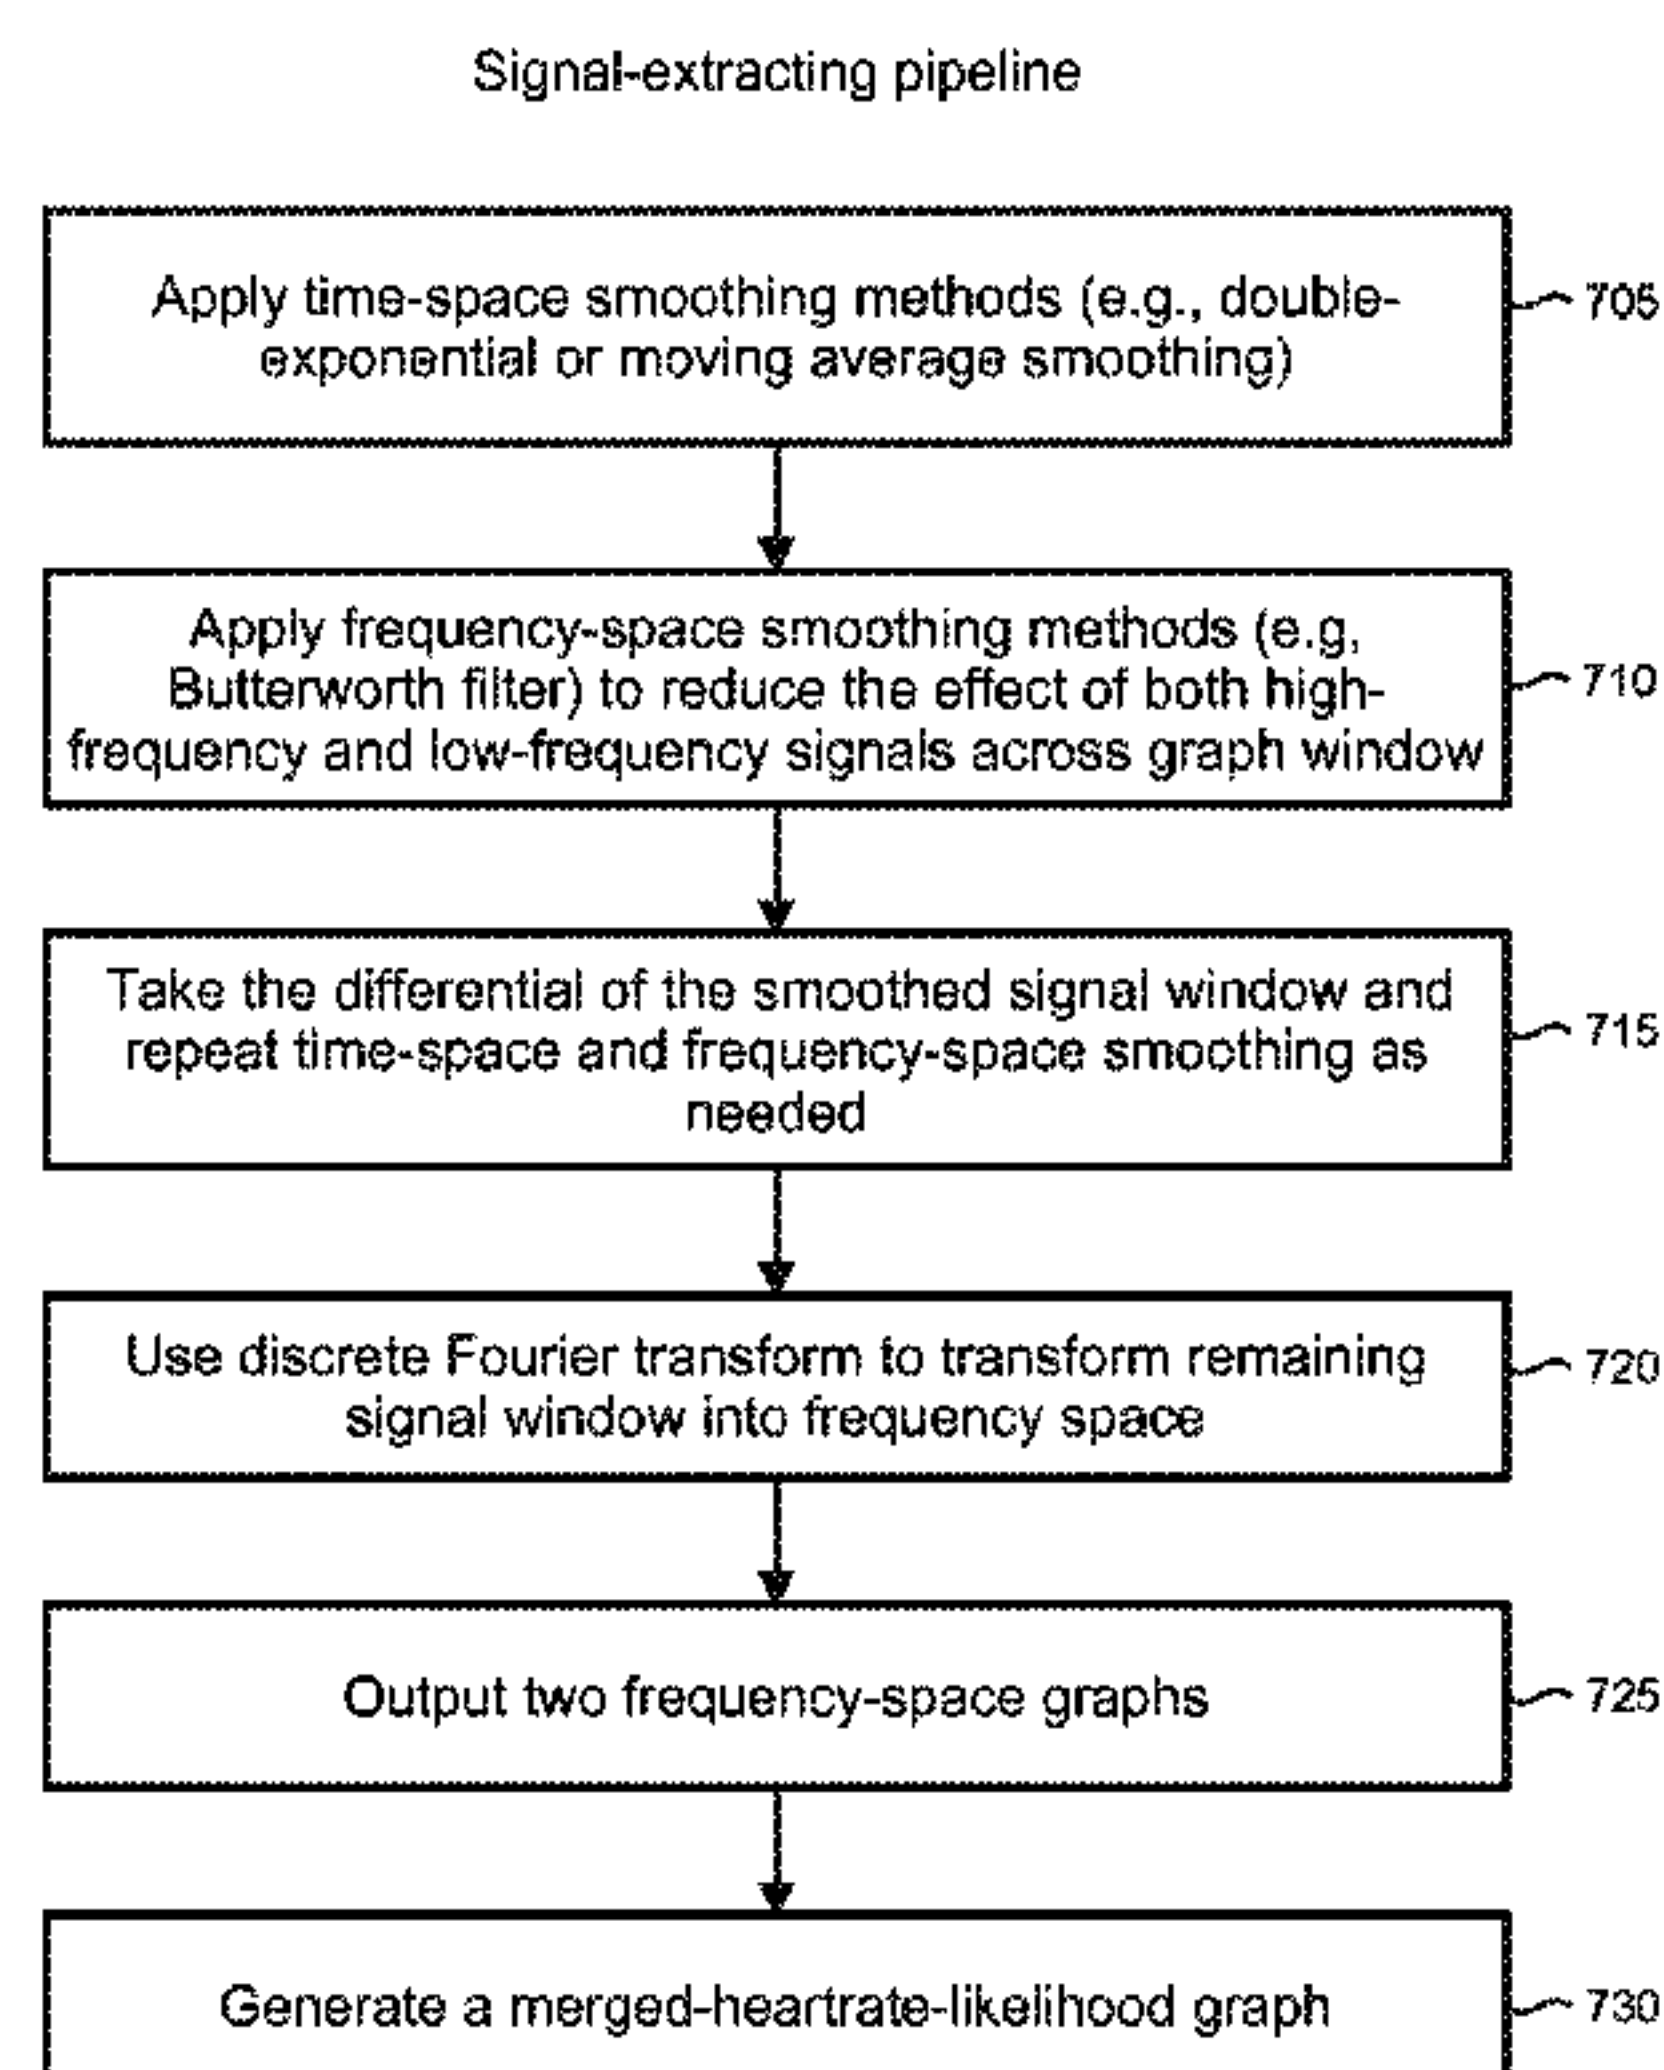 Signal-extracting pipeline
Apply time-space smoothing methods (e.g., double-
exponential or moving average smoothing)
705
Apply frequency-space smoothing methods (e.g,
Butterworth filter) to reduce the effect of both high-
frequency and low-frequency signals across graph window
710
Take the differential of the smoothed signal window and
repeat time-space and frequency-space smoothing as
needed
715
Use discrete Fourier transform to transform remaining
signal window into frequency space
720
Output two frequency-space graphs
725
Generate a merged-heartrate-likelihood graph
730